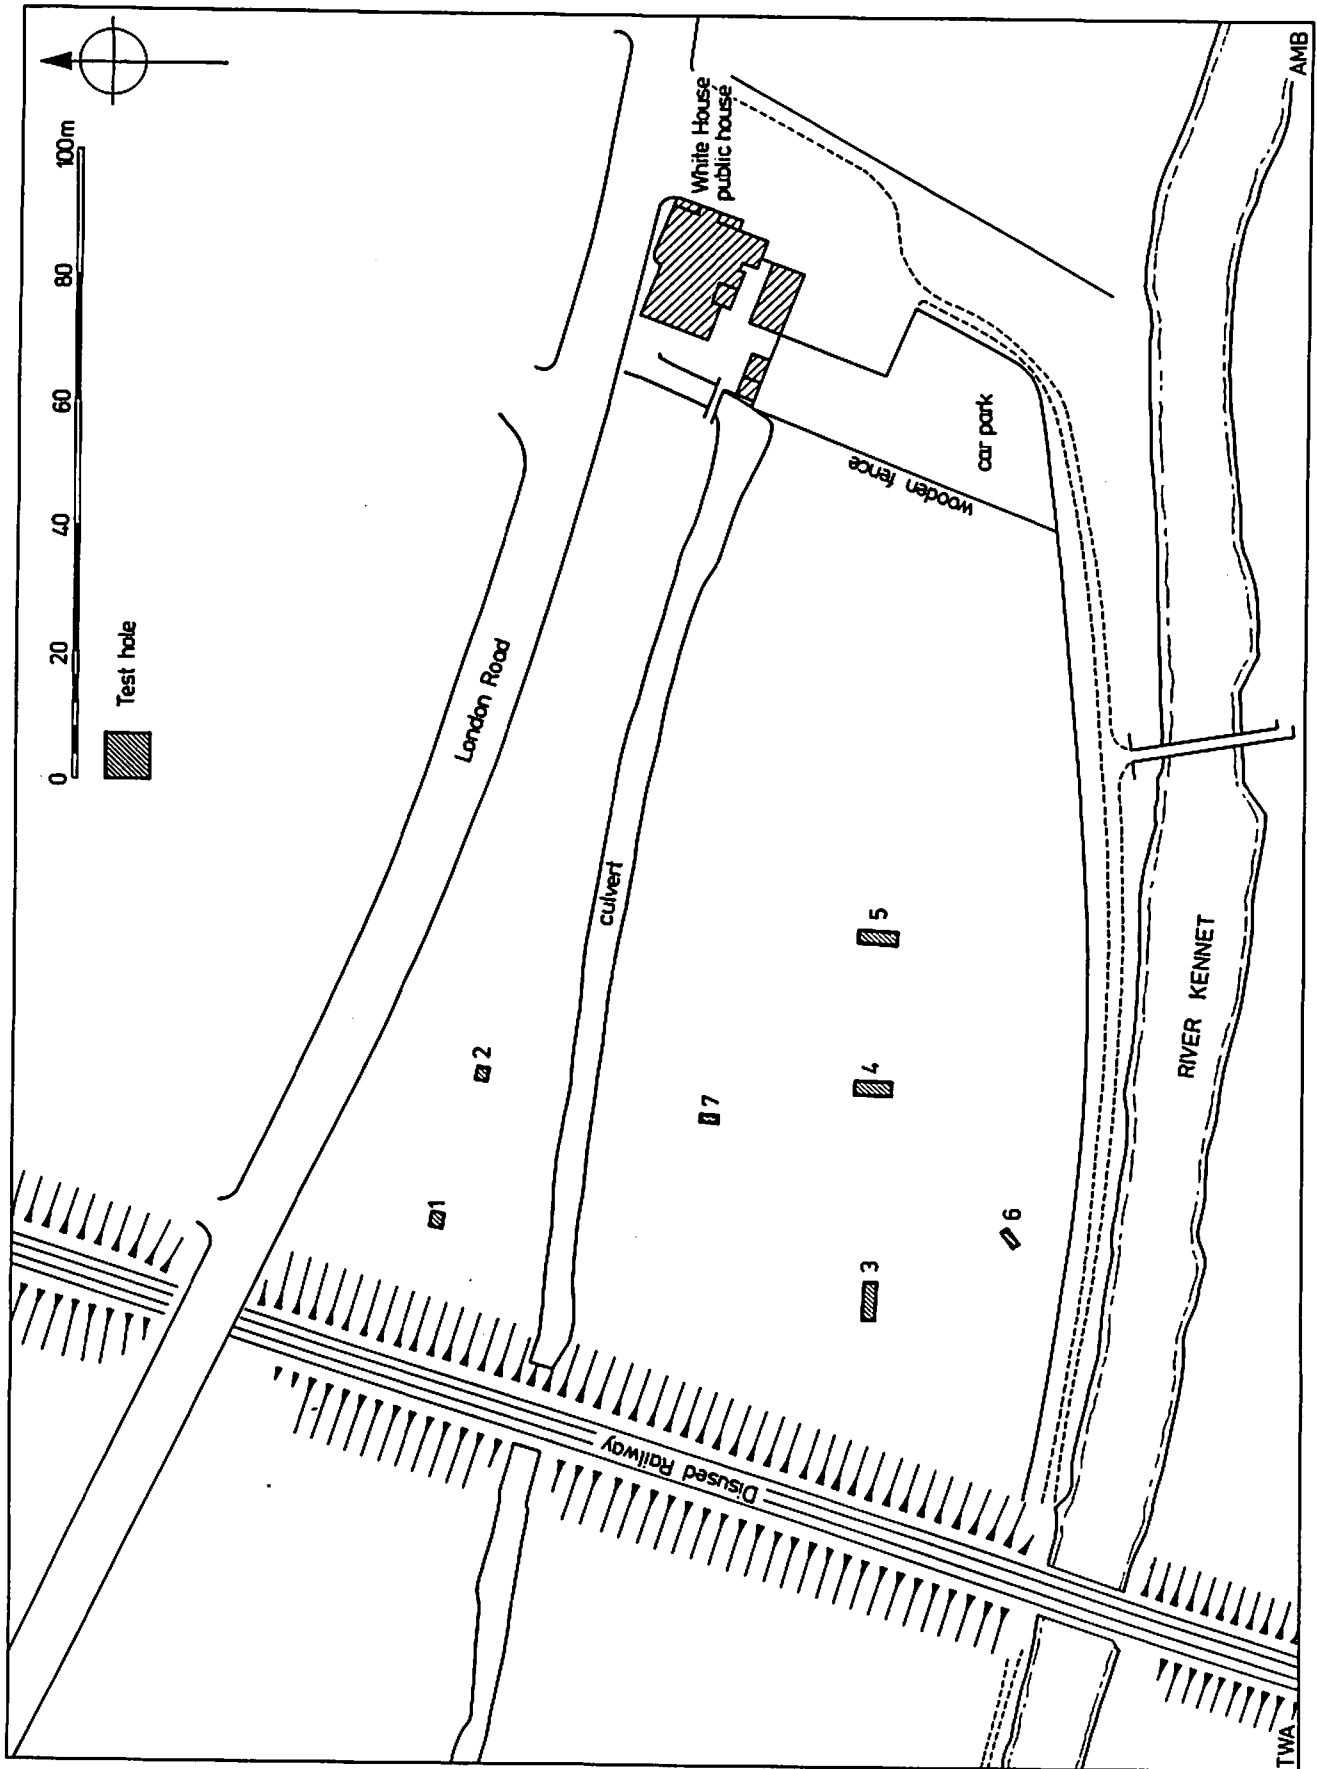 0 20 40 60 80 100m
Test hole
London Road
White House
public house
culvert
wooden fence
car park
1
2
7
3
4
5
6
Disused Railway
RIVER KENNET
TWA
AMB